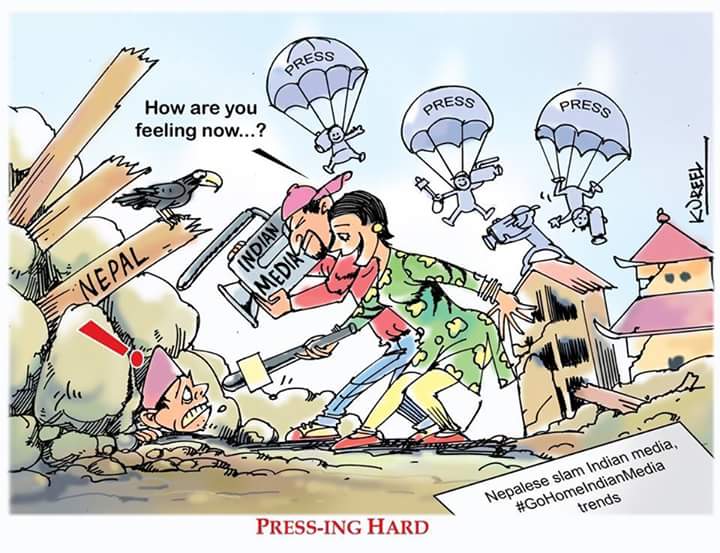 PRESS
PRESS
PRESS
How are you
feeling now...?
KUREEL
INDIAN
MEDIA
NEPAL
!
Nepalese slam Indian media,
#GoHomeIndianMedia
trends
PRESS-ING HARD